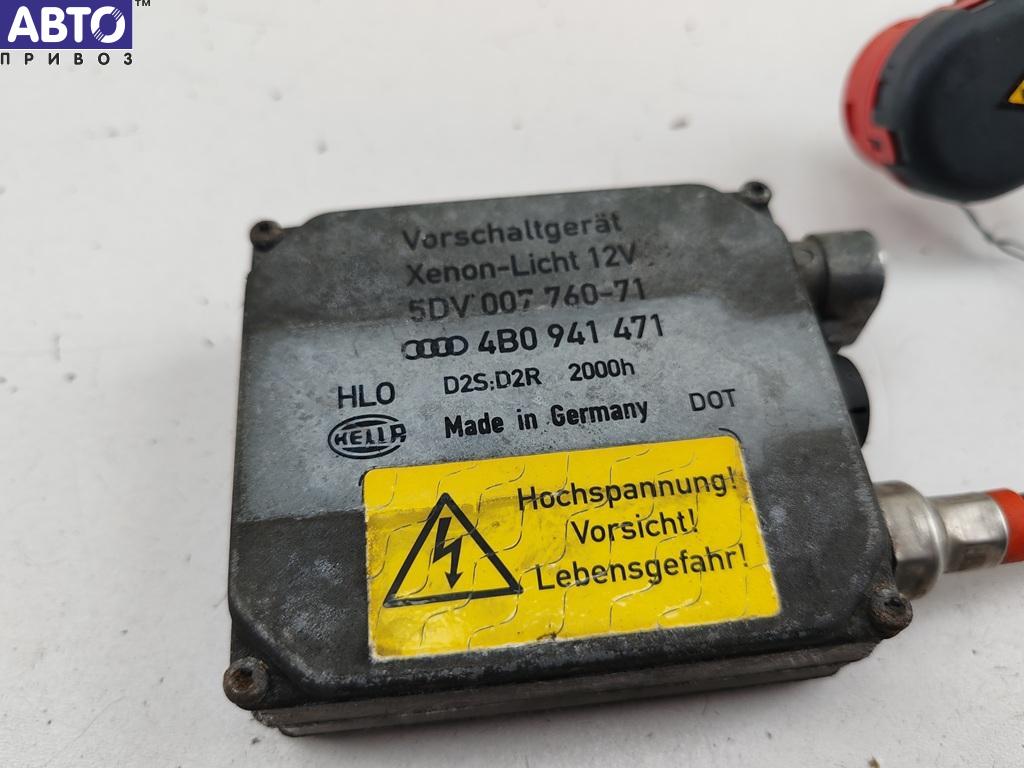 АВТО™
ПРИВОЗ
Vorschaltgerät
Xenon-Licht 12V
5DV 007 760-71
4B0 941 471
D2S;D2R 2000h
HLO
HELLA
Made in Germany
DOT
Hochspannung!
Vorsicht!
Lebensgefahr!